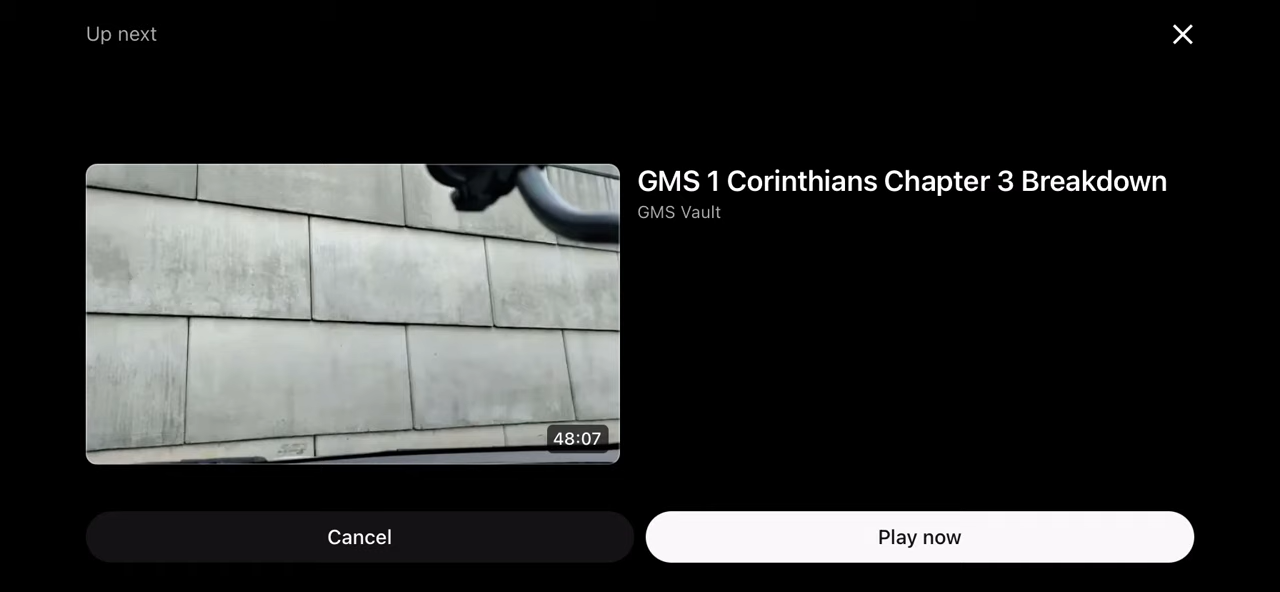 Up next
GMS 1 Corinthians Chapter 3 Breakdown
GMS Vault
48:07
Cancel
Play now